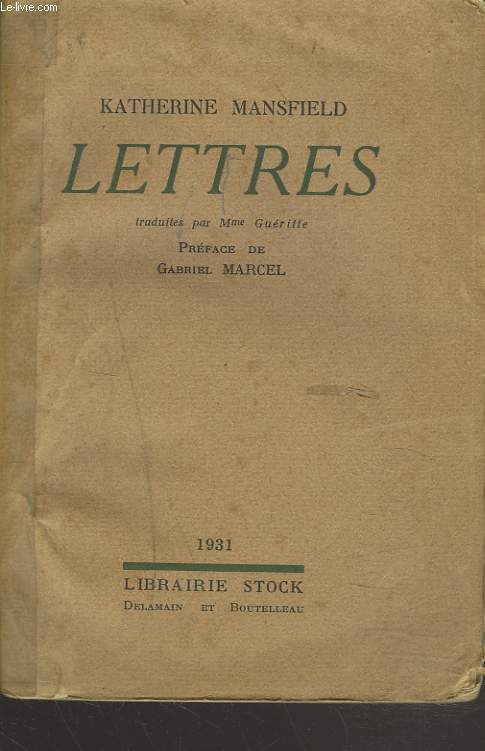 Le-livre.com
KATHERINE MANSFIELD
LETTRES
traduites par Mme Guéritte
PRÉFACE DE
GABRIEL MARCEL
1931
LIBRAIRIE STOCK
DELAMAIN ET BOUTELLEAU